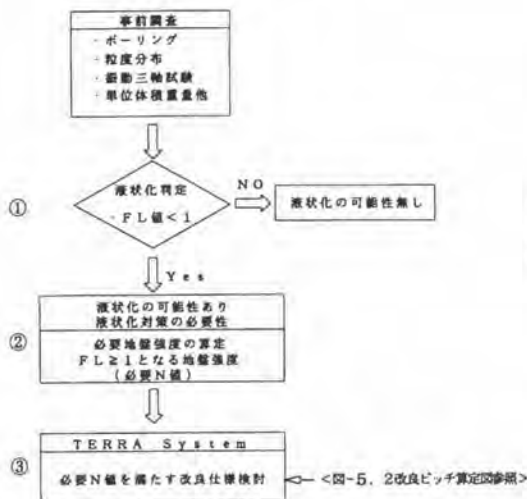 事前調査
・ボーリング
・粒度分布
・振動三軸試験
・単位体積重量他
①
液状化判定
・FL値<1
NO
液状化の可能性無し
Yes
液状化の可能性あり
液状化対策の必要性
②
必要地盤強度の算定
FL≧1となる地盤強度
(必要N値)
TERRA System
③
必要N値を満たす改良仕様検討
<図-5.2改良ピッチ算定図参照>